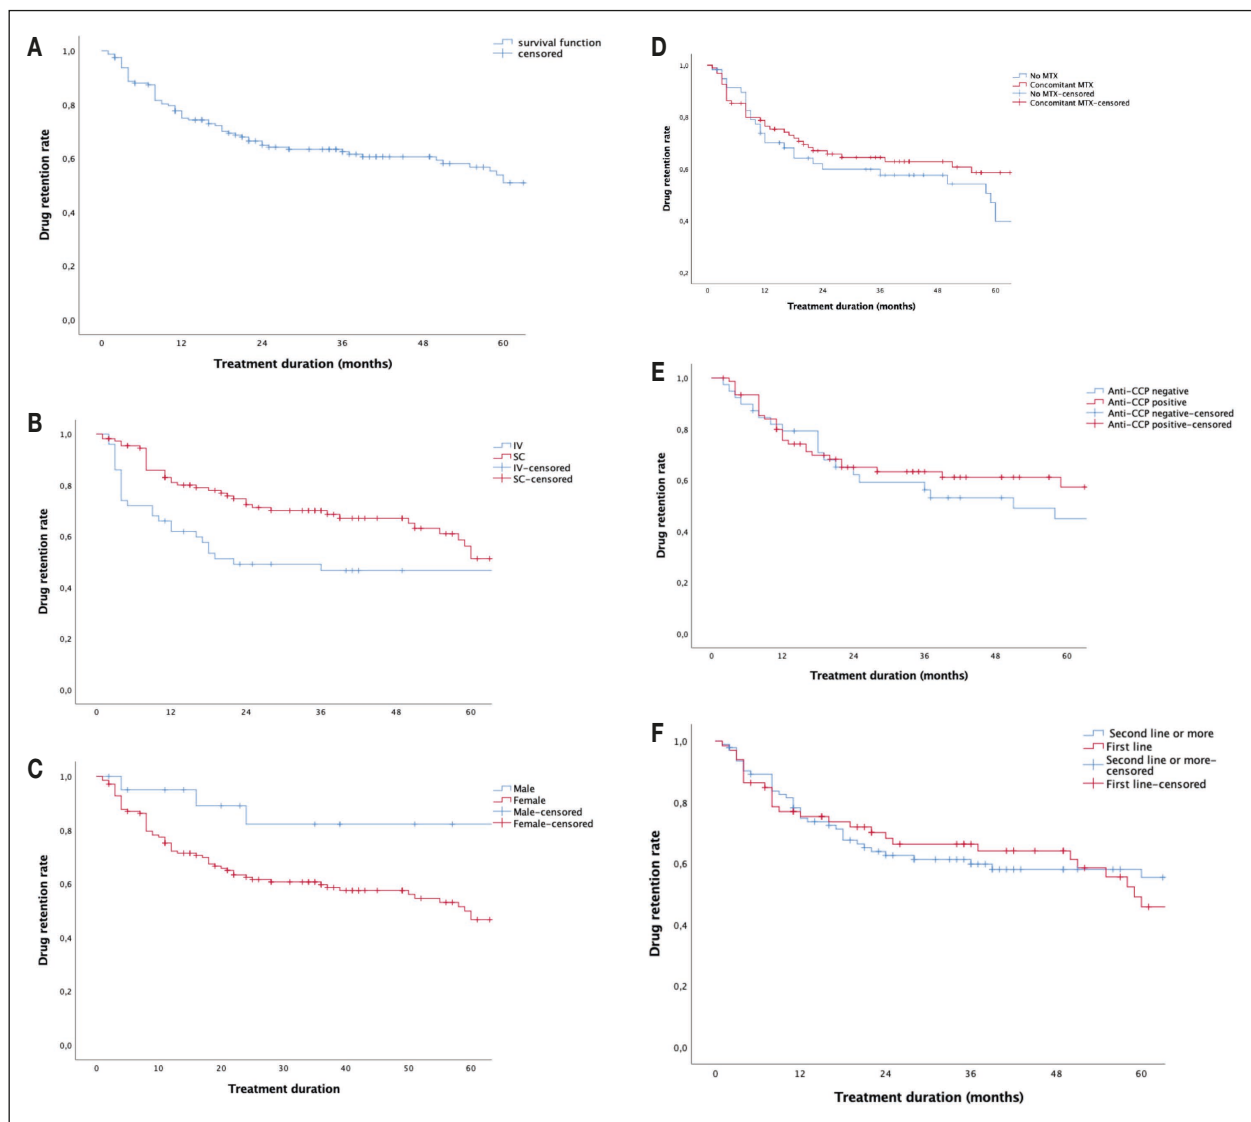 A
survival function
censored
1,0
0,8
0,6
0,4
0,2
0,0
Drug retention rate
0 12 24 36 48 60
Treatment duration (months)
B
IV
SC
IV-censored
SC-censored
1,0
0,8
0,6
0,4
0,2
0,0
Drug retention rate
0 12 24 36 48 60
C
Male
Female
Male-censored
Female-censored
1,0
0,8
0,6
0,4
0,2
0,0
Drug retention rate
0 10 20 30 40 50 60
Treatment duration
D
No MTX
Concomitant MTX
No MTX-censored
Concomitant MTX-censored
1,0
0,8
0,6
0,4
0,2
Drug retention rate
0 12 24 36 48 60
Treatment duration (months)
E
Anti-CCP negative
Anti-CCP positive
Anti-CCP negative-censored
Anti-CCP positive-censored
1,0
0,8
0,6
0,4
0,2
0,0
Drug retention rate
0 12 24 36 48 60
Treatment duration (months)
F
Second line or more
First line
Second line or more-
censored
First line-censored
1,0
0,8
0,6
0,4
0,2
0,0
Drug retention rate
0 12 24 36 48 60
Treatment duration (months)